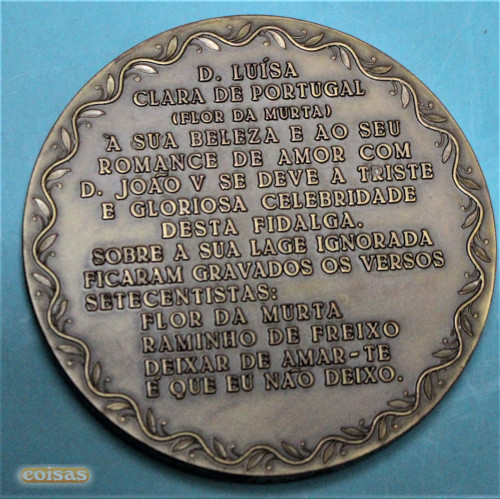 D. LUÍSA
CLARA DE PORTUGAL
(FLOR DA MURTA)
À SUA BELEZA E AO SEU
ROMANCE DE AMOR COM
D. JOÃO V SE DEVE A TRISTE
E GLORIOSA CELEBRIDADE
DESTA FIDALGA.
SOBRE A SUA LAGE IGNORADA
FICARAM GRAVADOS OS VERSOS
SETECENTISTAS:
FLOR DA MURTA
RAMINHO DE FREIXO
DEIXAR DE AMAR-TE
E QUE EU NÃO DEIXO.
coisas